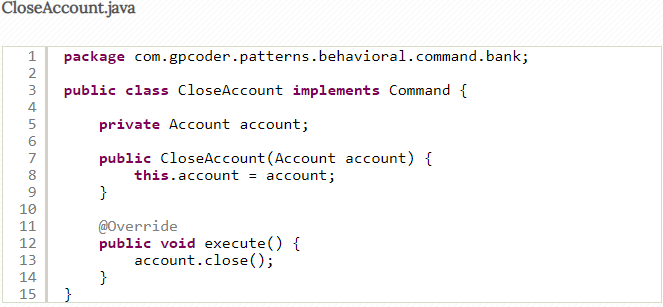 CloseAccount.java
1 package com.gpcoder.patterns.behavioral.command.bank;
2
3 public class CloseAccount implements Command {
4
5     private Account account;
6
7     public CloseAccount(Account account) {
8         this.account = account;
9     }
10
11     @Override
12     public void execute() {
13         account.close();
14     }
15 }